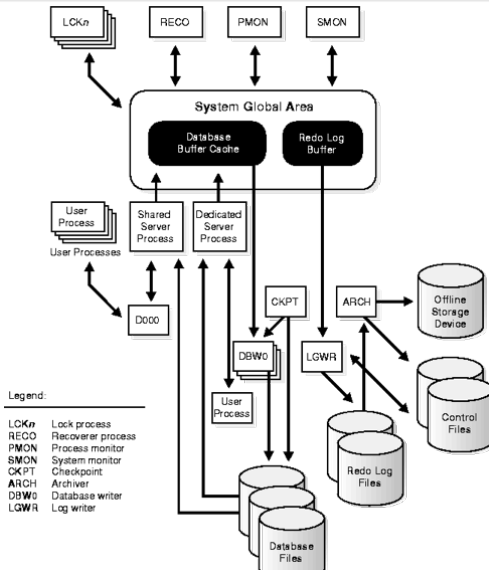 LCKn
RECO
PMON
SMON
System Global Area
Database
Buffer Cache
Redo Log
Buffer
User
Process
User Processes
Shared
Server
Process
Dedicated
Server
Process
D000
CKPT
ARCH
Offline
Storage
Device
DBW0
LGWR
User
Process
Control
Files
Redo Log
Files
Database
Files
Legend:
LCKn Lock process
RECO Recoverer process
PMON Process monitor
SMON System monitor
CKPT Checkpoint
ARCH Archiver
DBW0 Database writer
LGWR Log writer